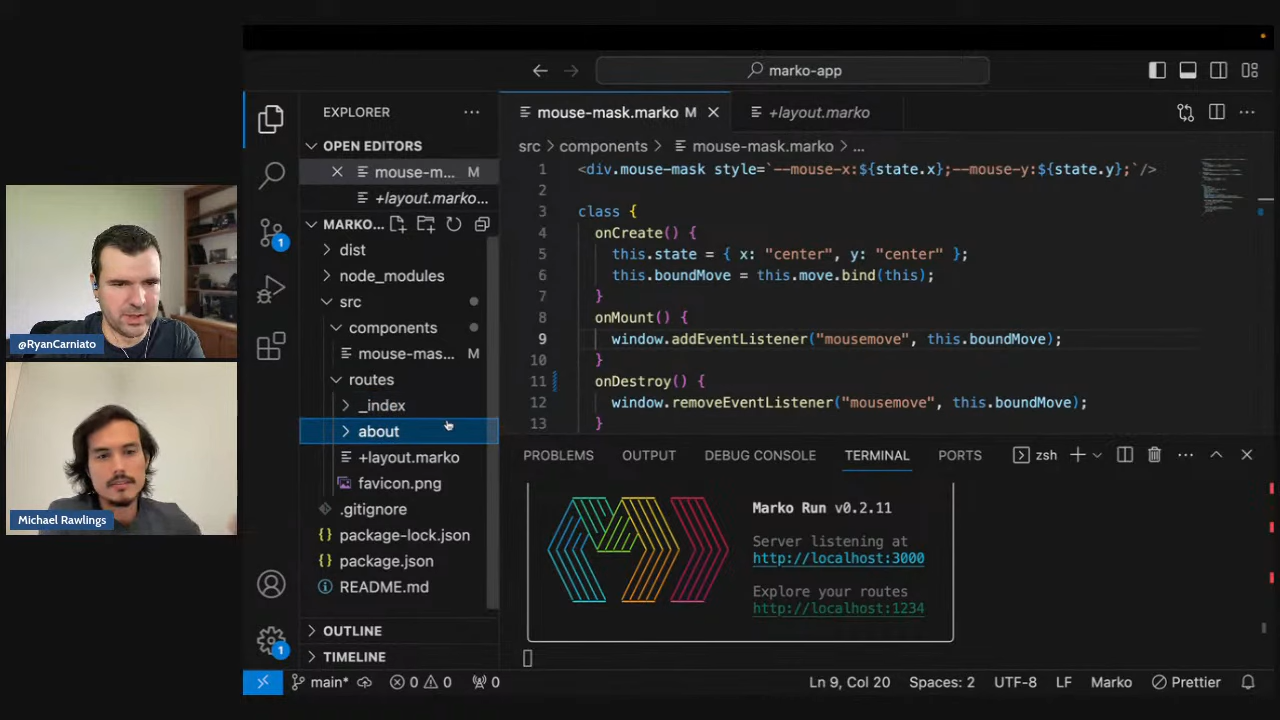 marko-app
EXPLORER
OPEN EDITORS
mouse-m... M
+layout.marko...
MARKO...
dist
node_modules
src
components
mouse-mas... M
routes
_index
about
+layout.marko
favicon.png
.gitignore
package-lock.json
package.json
README.md
OUTLINE
TIMELINE
1
1
mouse-mask.marko M
+layout.marko
src > components > mouse-mask.marko > ...
1 <div.mouse-mask style=`--mouse-x:${state.x};--mouse-y:${state.y};`/>
2
3 class {
4 onCreate() {
5 this.state = { x: "center", y: "center" };
6 this.boundMove = this.move.bind(this);
7 }
8 onMount() {
9 window.addEventListener("mousemove", this.boundMove);
10 }
11 onDestroy() {
12 window.removeEventListener("mousemove", this.boundMove);
13 }
PROBLEMS OUTPUT DEBUG CONSOLE TERMINAL PORTS zsh
Marko Run v0.2.11
Server listening at
http://localhost:3000
Explore your routes
http://localhost:1234
main* 0 0 0 Ln 9, Col 20 Spaces: 2 UTF-8 LF Marko Prettier
@RyanCarniato
Michael Rawlings